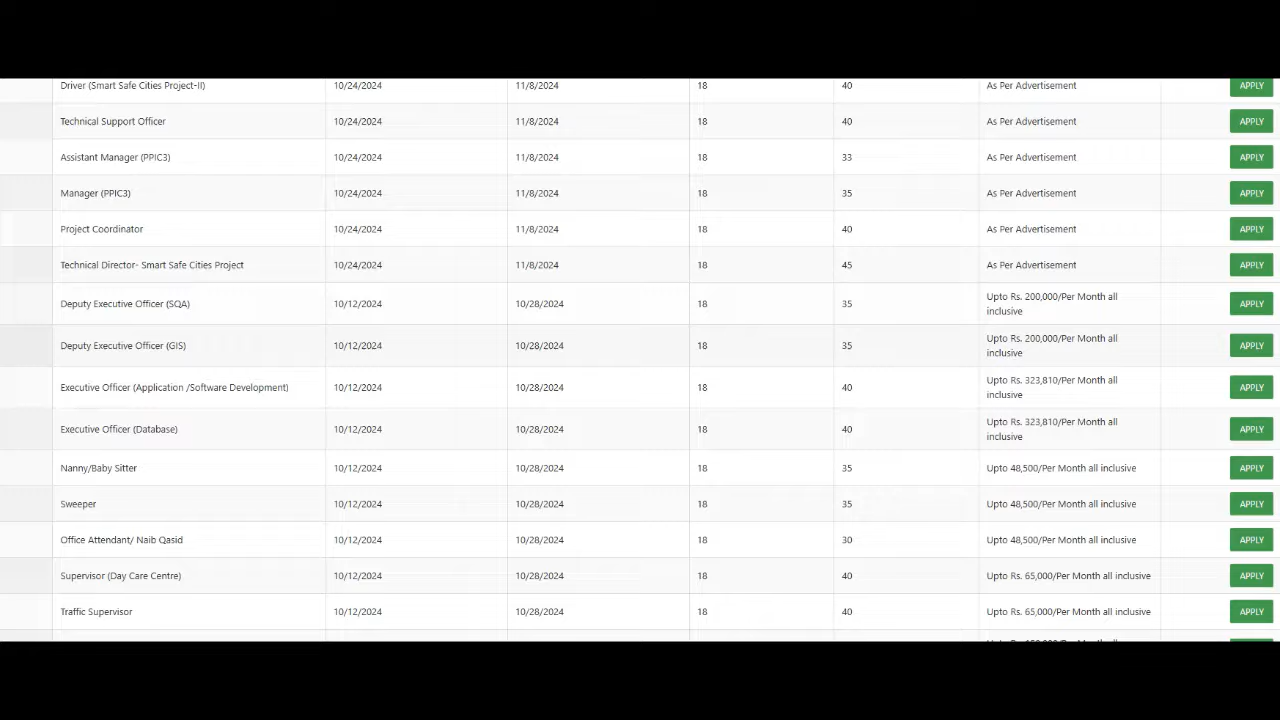 Driver (Smart Safe Cities Project-II) 10/24/2024 11/8/2024 18 40 As Per Advertisement APPLY
Technical Support Officer 10/24/2024 11/8/2024 18 40 As Per Advertisement APPLY
Assistant Manager (PPIC3) 10/24/2024 11/8/2024 18 33 As Per Advertisement APPLY
Manager (PPIC3) 10/24/2024 11/8/2024 18 35 As Per Advertisement APPLY
Project Coordinator 10/24/2024 11/8/2024 18 40 As Per Advertisement APPLY
Technical Director- Smart Safe Cities Project 10/24/2024 11/8/2024 18 45 As Per Advertisement APPLY
Deputy Executive Officer (SQA) 10/12/2024 10/28/2024 18 35 Upto Rs. 200,000/Per Month all
inclusive APPLY
Deputy Executive Officer (GIS) 10/12/2024 10/28/2024 18 35 Upto Rs. 200,000/Per Month all
inclusive APPLY
Executive Officer (Application /Software Development) 10/12/2024 10/28/2024 18 40 Upto Rs. 323,810/Per Month all
inclusive APPLY
Executive Officer (Database) 10/12/2024 10/28/2024 18 40 Upto Rs. 323,810/Per Month all
inclusive APPLY
Nanny/Baby Sitter 10/12/2024 10/28/2024 18 35 Upto 48,500/Per Month all inclusive APPLY
Sweeper 10/12/2024 10/28/2024 18 35 Upto 48,500/Per Month all inclusive APPLY
Office Attendant/ Naib Qasid 10/12/2024 10/28/2024 18 30 Upto 48,500/Per Month all inclusive APPLY
Supervisor (Day Care Centre) 10/12/2024 10/28/2024 18 40 Upto Rs. 65,000/Per Month all inclusive APPLY
Traffic Supervisor 10/12/2024 10/28/2024 18 40 Upto Rs. 65,000/Per Month all inclusive APPLY